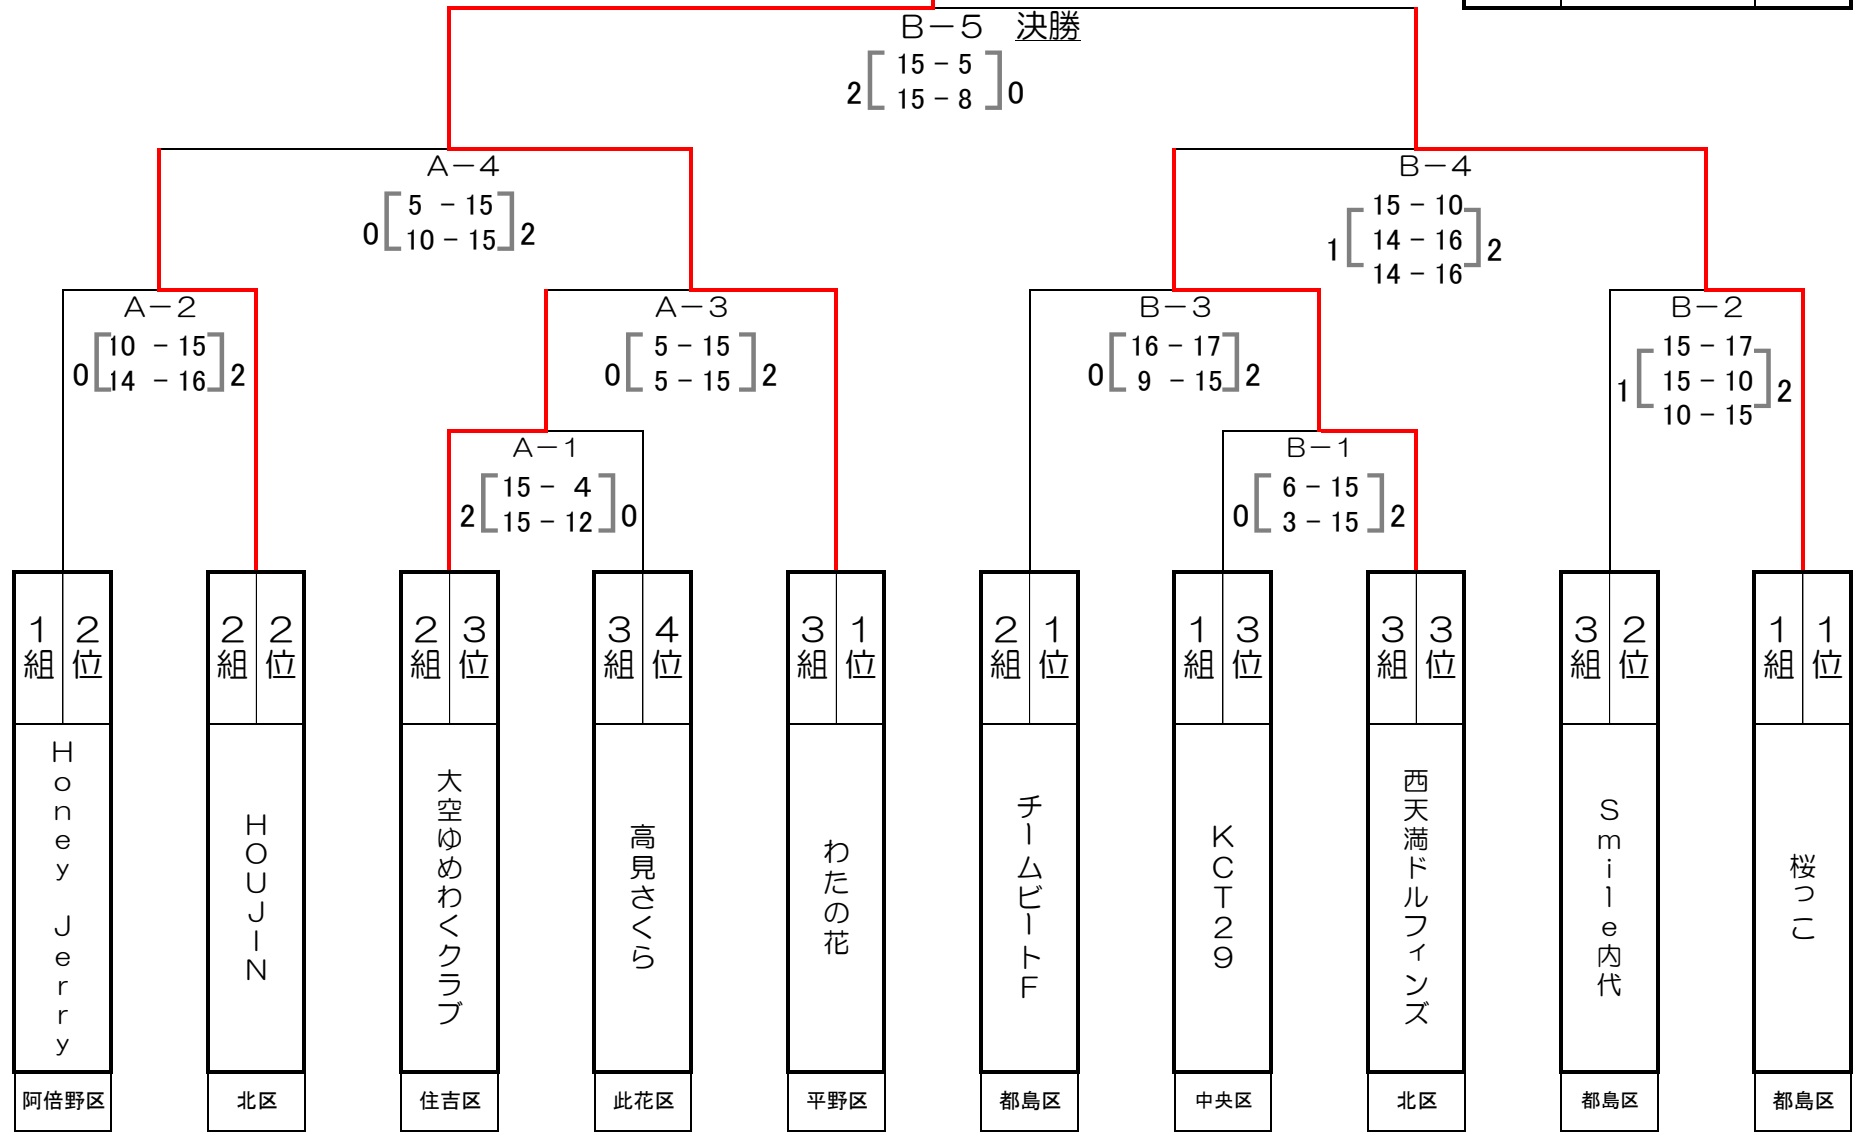 B－5　決勝
2 15 - 5 0
15 - 8
A－4
0 5 - 15 2
10 - 15
B－4
1 15 - 10 2
14 - 16
14 - 16
A－2
0 10 - 15 2
14 - 16
A－3
0 5 - 15 2
5 - 15
B－3
0 16 - 17 2
9 - 15
B－2
1 15 - 17 2
15 - 10
10 - 15
A－1
2 15 - 4 0
15 - 12
B－1
0 6 - 15 2
3 - 15
1組 2位
2組 2位
2組 3位
3組 4位
3組 1位
2組 1位
1組 3位
3組 3位
3組 2位
1組 1位
Honey Jerry
HOUJIN
大空ゆめわくクラブ
高見さくら
わたの花
チームビートF
KCT29
西天満ドルフィンズ
Smile内代
桜っこ
阿倍野区
北区
住吉区
此花区
平野区
都島区
中央区
北区
都島区
都島区